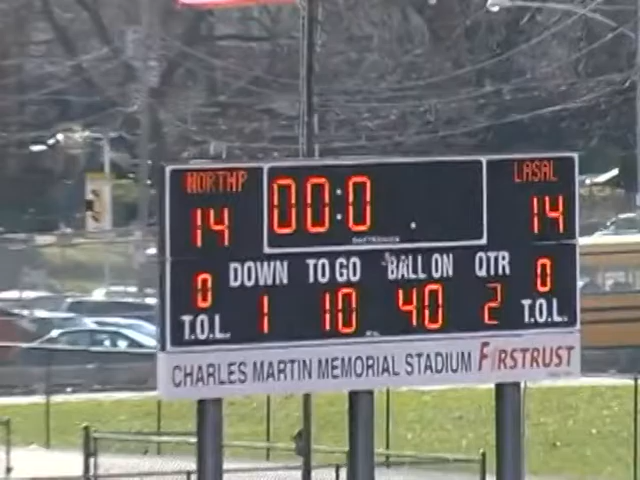 NORTHP LASAL
14 00:0 14
DOWN TO GO BALL ON QTR
0 1 10 40 2 0
T.O.L. T.O.L.
CHARLES MARTIN MEMORIAL STADIUM FIRSTRUST